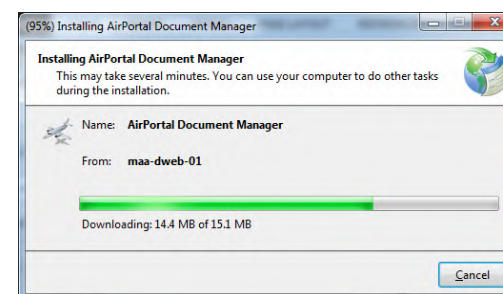 (95%) Installing AirPortal Document Manager
Installing AirPortal Document Manager
This may take several minutes. You can use your computer to do other tasks
during the installation.
Name: AirPortal Document Manager
From: maa-dweb-01
Downloading: 14.4 MB of 15.1 MB
Cancel